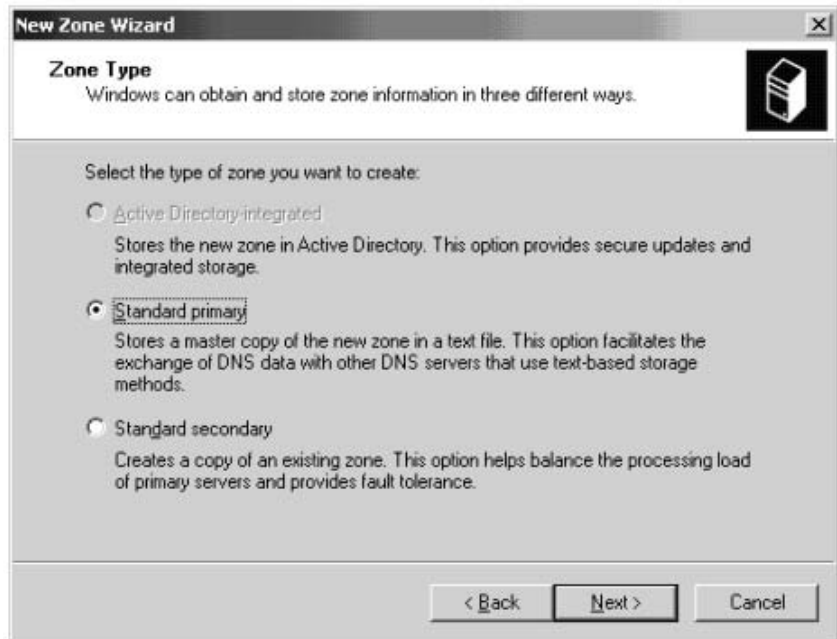 New Zone Wizard
Zone Type
Windows can obtain and store zone information in three different ways.
Select the type of zone you want to create:
Active Directory-integrated
Stores the new zone in Active Directory. This option provides secure updates and
integrated storage.
Standard primary
Stores a master copy of the new zone in a text file. This option facilitates the
exchange of DNS data with other DNS servers that use text-based storage
methods.
Standard secondary
Creates a copy of an existing zone. This option helps balance the processing load
of primary servers and provides fault tolerance.
< Back Next > Cancel